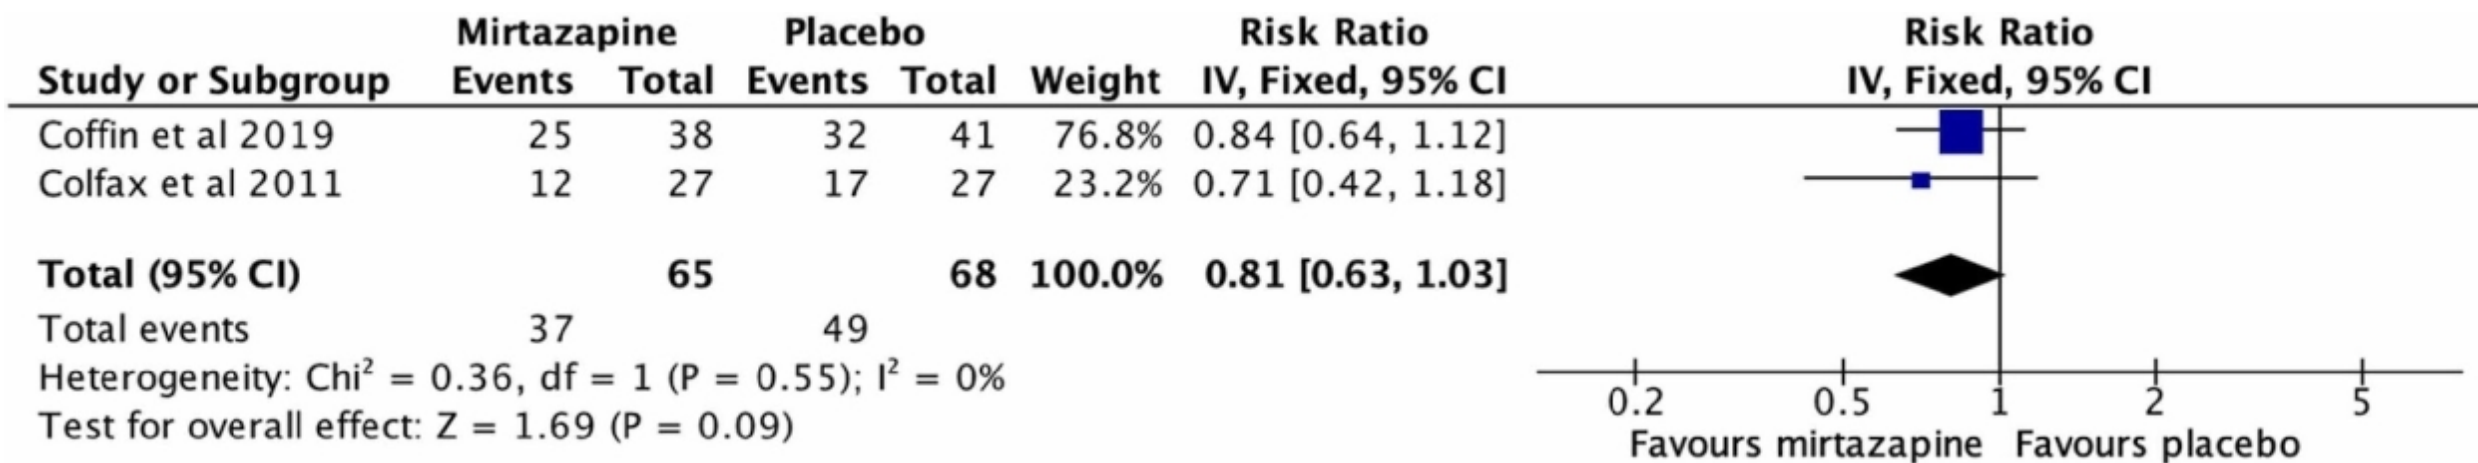 Mirtazapine Placebo Risk Ratio Risk Ratio
Study or Subgroup Events Total Events Total Weight IV, Fixed, 95% CI IV, Fixed, 95% CI
Coffin et al 2019 25 38 32 41 76.8% 0.84 [0.64, 1.12]
Colfax et al 2011 12 27 17 27 23.2% 0.71 [0.42, 1.18]
Total (95% CI) 65 68 100.0% 0.81 [0.63, 1.03]
Total events 37 49
Heterogeneity: Chi² = 0.36, df = 1 (P = 0.55); I² = 0%
Test for overall effect: Z = 1.69 (P = 0.09)
0.2 0.5 1 2 5
Favours mirtazapine Favours placebo